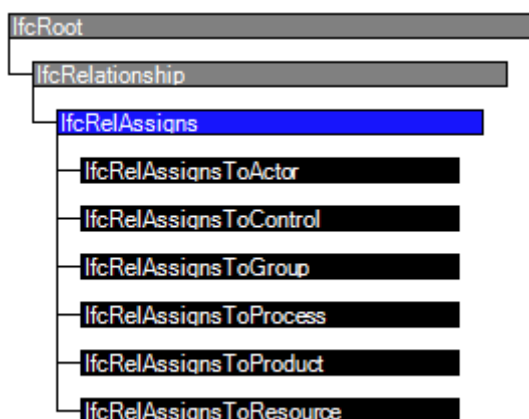 IfcRoot
IfcRelationship
IfcRelAssigns
IfcRelAssignsToActor
IfcRelAssignsToControl
IfcRelAssignsToGroup
IfcRelAssignsToProcess
IfcRelAssignsToProduct
IfcRelAssignsToResource